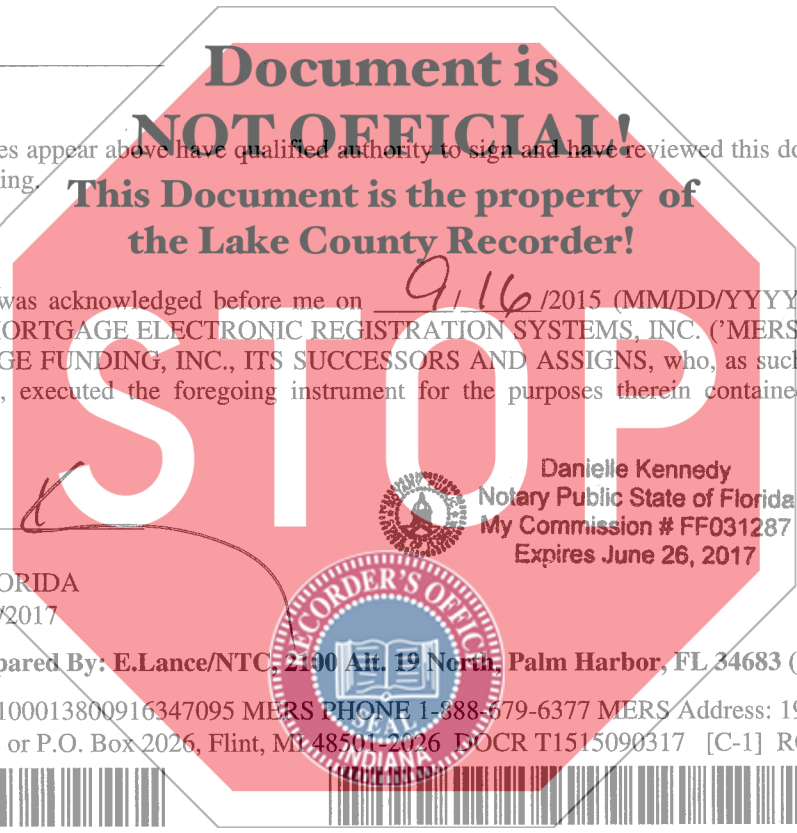 Document is
NOT OFFICIAL!
es appear above have qualified authority to sign and have reviewed this do
ing.
This Document is the property of
the Lake County Recorder!
was acknowledged before me on 9/16/2015 (MM/DD/YYYY
MORTGAGE ELECTRONIC REGISTRATION SYSTEMS, INC. ('MERS
GE FUNDING, INC., ITS SUCCESSORS AND ASSIGNS, who, as such
, executed the foregoing instrument for the purposes therein containe
STOP
Danielle Kennedy
Notary Public State of Florida
My Commission # FF031287
Expires June 26, 2017
ORIDA
/2017
RECORDER'S OFFICE
SEAL
INDIANA
pared By: E.Lance/NTC, 2100 Alt. 19 North, Palm Harbor, FL 34683 (
100013800916347095 MERS PHONE 1-888-679-6377 MERS Address: 19
or P.O. Box 2026, Flint, MI 48501-2026 DOCR T1515090317 [C-1] R